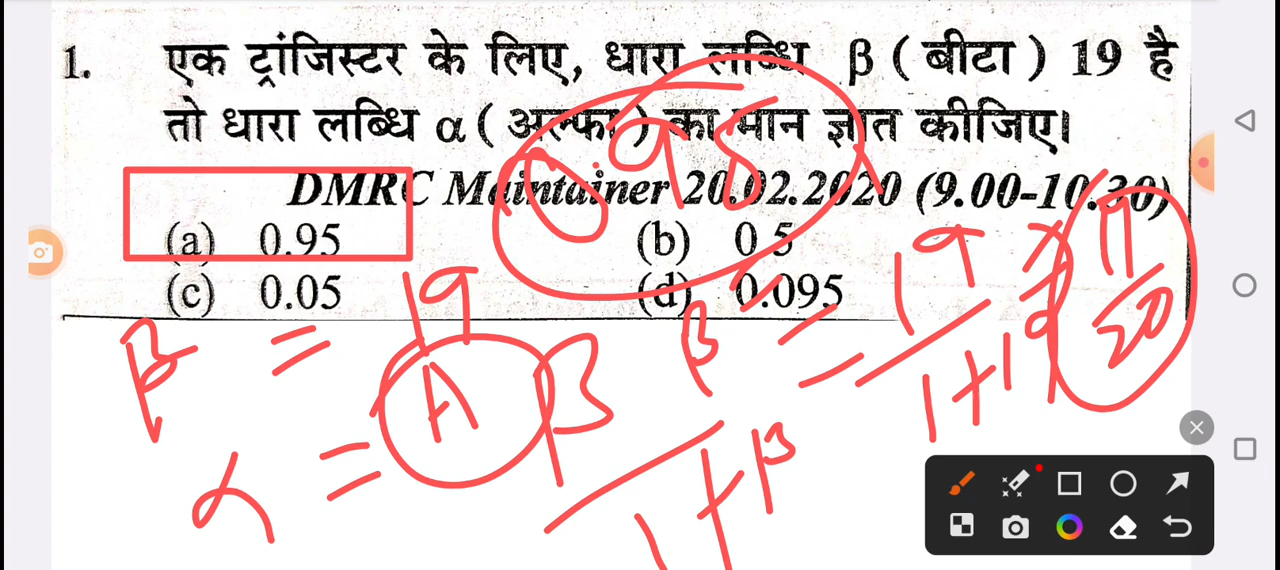 1. एक ट्रांजिस्टर के लिए, धारा लब्धि β ( बीटा ) 19 है
तो धारा लब्धि α ( अल्फा ) का मान ज्ञात कीजिए।
DMRC Maintainer 20.02.2020 (9.00-10.30)
(a) 0.95 (b) 0.5
(c) 0.05 (d) 0.095
0.95
β = 19
A
α = β / 1+β
β = 19 / 1+19
= 19 / 20